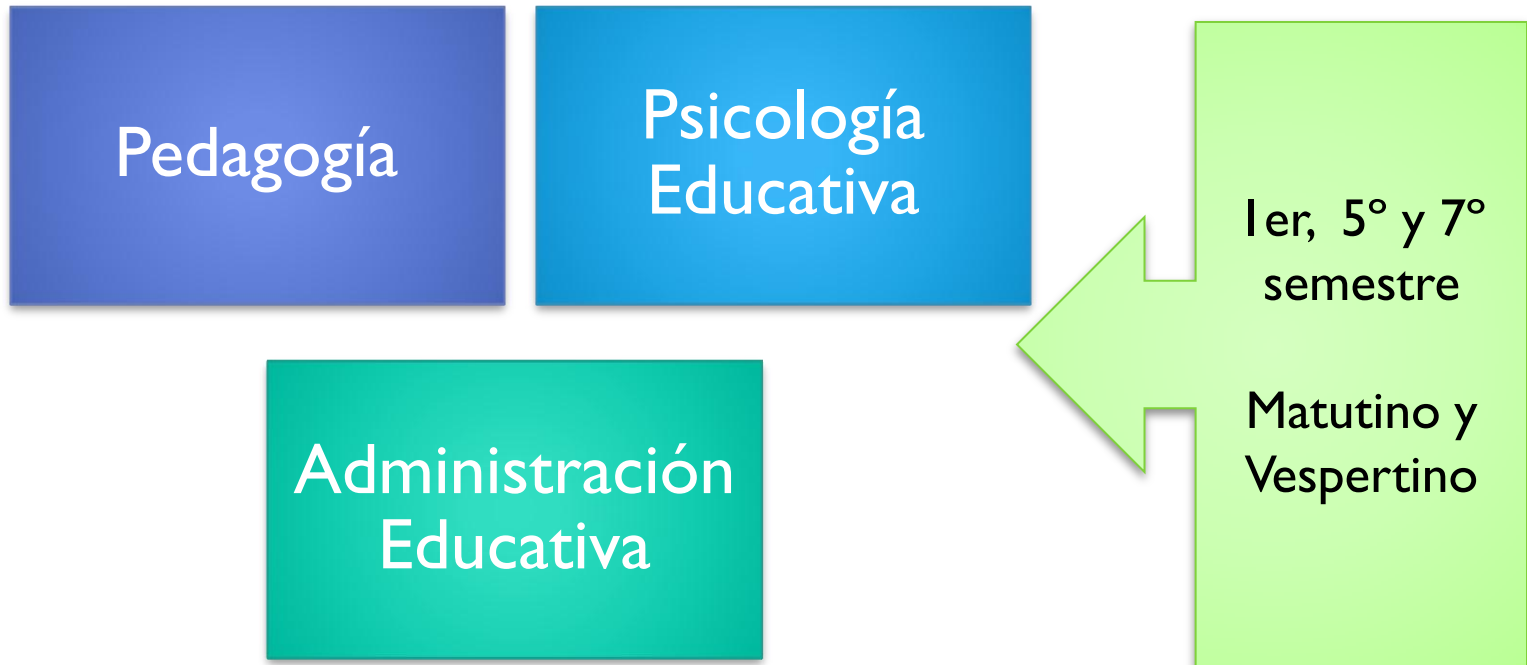 Pedagogía
Psicología
Educativa
Administración
Educativa
1er, 5º y 7º
semestre
Matutino y
Vespertino